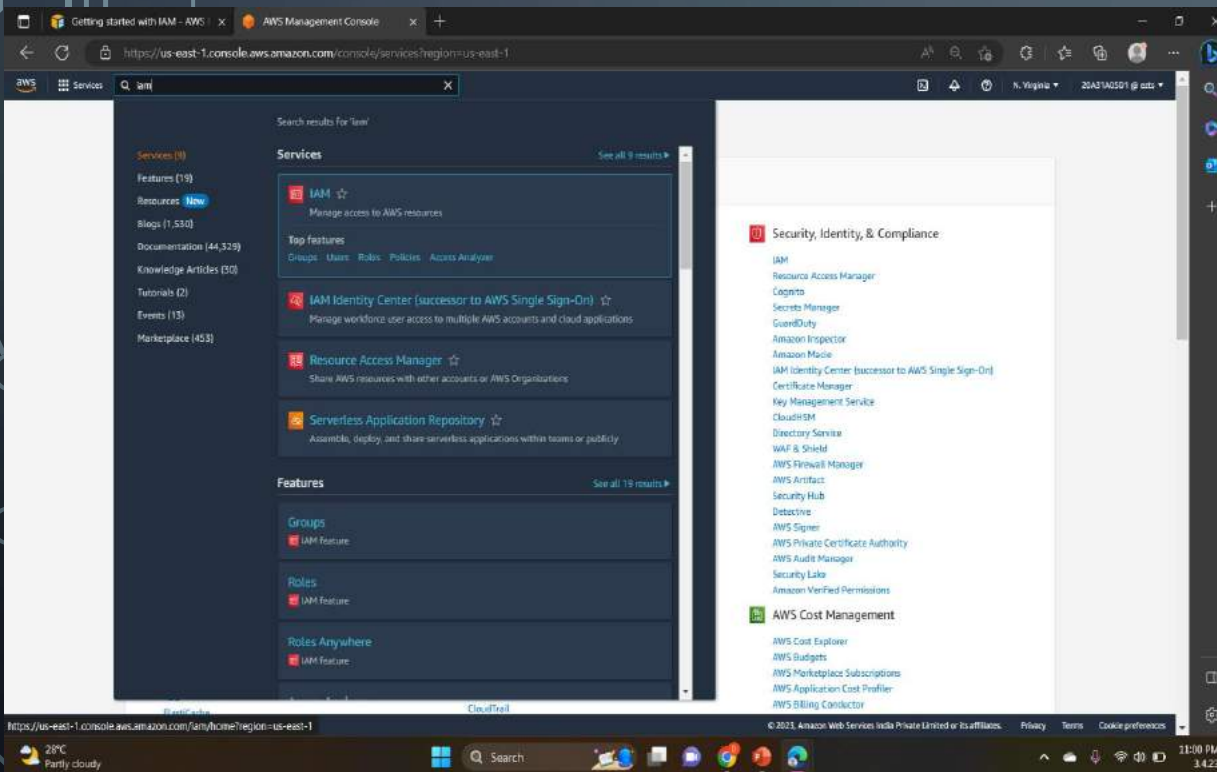 Getting started with IAM - AWS
AWS Management Console
https://us-east-1.console.aws.amazon.com/console/services?region=us-east-1
aws
Services
iam
N. Virginia
Search results for 'iam'
Services (9)
Features (19)
Resources New
Blogs (1,530)
Documentation (44,329)
Knowledge Articles (30)
Tutorials (2)
Events (13)
Marketplace (453)
Services
See all 9 results
IAM
Manage access to AWS resources
Top features
Groups Users Roles Policies Access Analyzer
IAM Identity Center (successor to AWS Single Sign-On)
Manage workforce user access to multiple AWS accounts and cloud applications
Resource Access Manager
Share AWS resources with other accounts or AWS Organizations
Serverless Application Repository
Assemble, deploy, and share serverless applications within teams or publicly
Features
See all 19 results
Groups
IAM feature
Roles
IAM feature
Roles Anywhere
IAM feature
ElastiCache
CloudTrail
Security, Identity, & Compliance
IAM
Resource Access Manager
Cognito
Secrets Manager
GuardDuty
Amazon Inspector
Amazon Macie
IAM Identity Center (successor to AWS Single Sign-On)
Certificate Manager
Key Management Service
CloudHSM
Directory Service
WAF & Shield
AWS Firewall Manager
AWS Artifact
Security Hub
Detective
AWS Signer
AWS Private Certificate Authority
AWS Audit Manager
Security Lake
Amazon Verified Permissions
AWS Cost Management
AWS Cost Explorer
AWS Budgets
AWS Marketplace Subscriptions
AWS Application Cost Profiler
AWS Billing Conductor
https://us-east-1.console.aws.amazon.com/iam/home?region=us-east-1
© 2023, Amazon Web Services India Private Limited or its affiliates.
Privacy
Terms
Cookie preferences
28°C
Partly cloudy
Search
11:00 PM
3.4.23